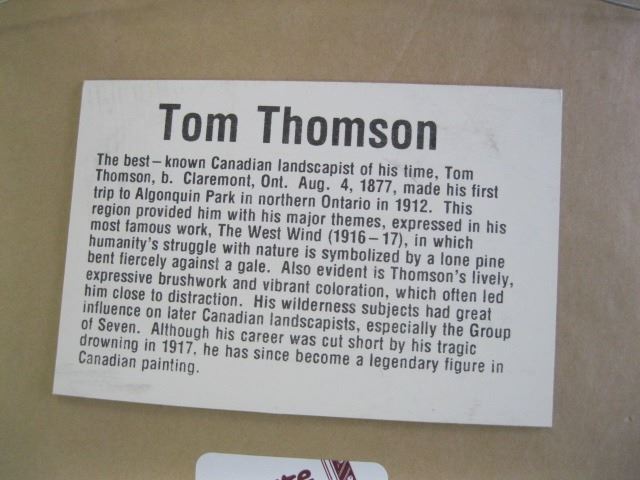 Tom Thomson
The best-known Canadian landscapist of his time, Tom
Thomson, b. Claremont, Ont. Aug. 4, 1877, made his first
trip to Algonquin Park in northern Ontario in 1912. This
region provided him with his major themes, expressed in his
most famous work, The West Wind (1916-17), in which
humanity's struggle with nature is symbolized by a lone pine
bent fiercely against a gale. Also evident is Thomson's lively,
expressive brushwork and vibrant coloration, which often led
him close to distraction. His wilderness subjects had great
influence on later Canadian landscapists, especially the Group
of Seven. Although his career was cut short by his tragic
drowning in 1917, he has since become a legendary figure in
Canadian painting.